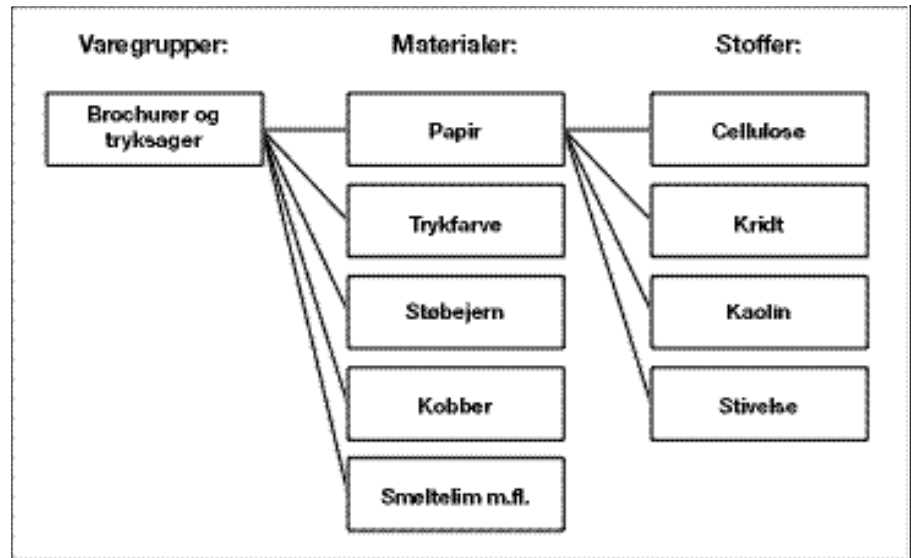 Varegrupper:
Materialer:
Stoffer:
Brochurer og
tryksager
Papir
Cellulose
Trykfarve
Kridt
Støbejern
Kaolin
Kobber
Stivelse
Smeltelim m.fl.